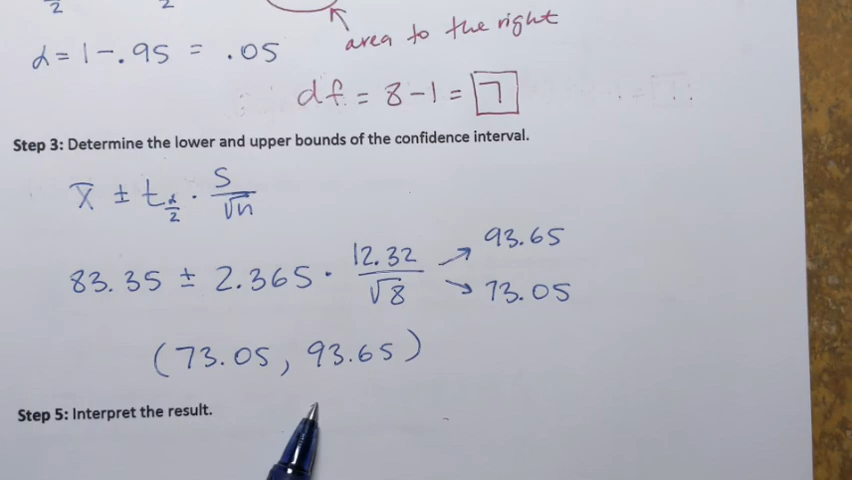 2 2
area to the right
α = 1 - .95 = .05
df = 8 - 1 = 7
Step 3: Determine the lower and upper bounds of the confidence interval.
x̄ ± t α/2 · S/√n
83.35 ± 2.365 · 12.32/√8 → 93.65
→ 73.05
(73.05, 93.65)
Step 5: Interpret the result.